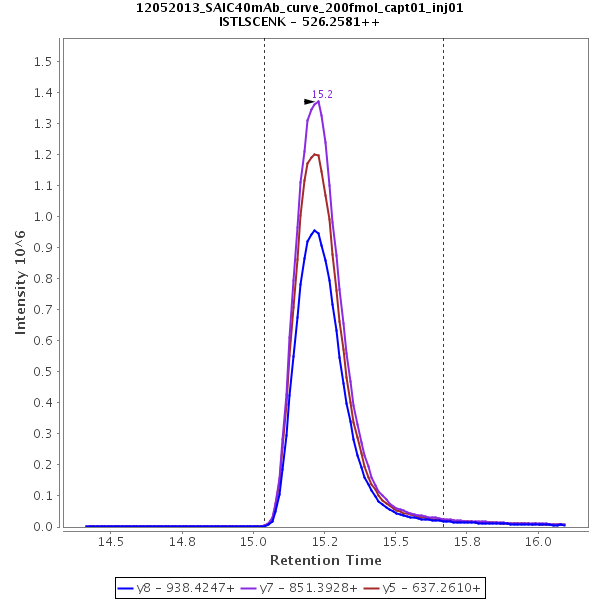 12052013_SAIC40mAb_curve_200fmol_capt01_inj01
ISTLSCENK - 526.2581++
15.2
1.5
1.4
1.3
1.2
1.1
1.0
0.9
0.8
0.7
0.6
0.5
0.4
0.3
0.2
0.1
0.0
Intensity 10^6
14.5 14.8 15.0 15.2 15.5 15.8 16.0
Retention Time
y8 - 938.4247+ y7 - 851.3928+ y5 - 637.2610+